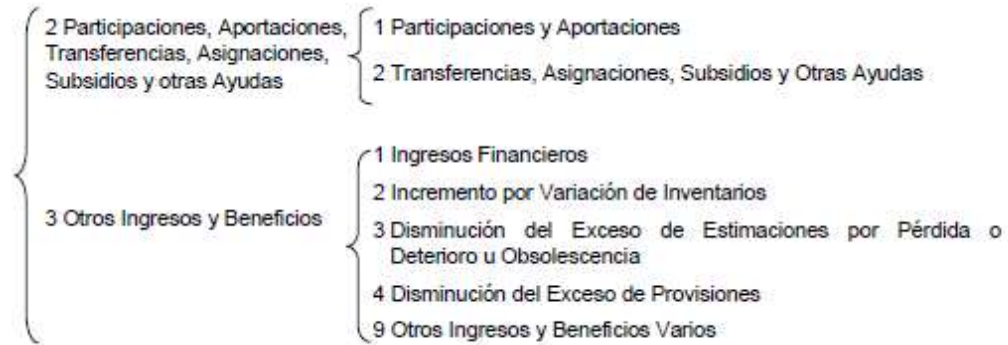 2 Participaciones, Aportaciones,
Transferencias, Asignaciones,
Subsidios y otras Ayudas
1 Participaciones y Aportaciones
2 Transferencias, Asignaciones, Subsidios y Otras Ayudas
3 Otros Ingresos y Beneficios
1 Ingresos Financieros
2 Incremento por Variación de Inventarios
3 Disminución del Exceso de Estimaciones por Pérdida o
Deterioro u Obsolescencia
4 Disminución del Exceso de Provisiones
9 Otros Ingresos y Beneficios Varios